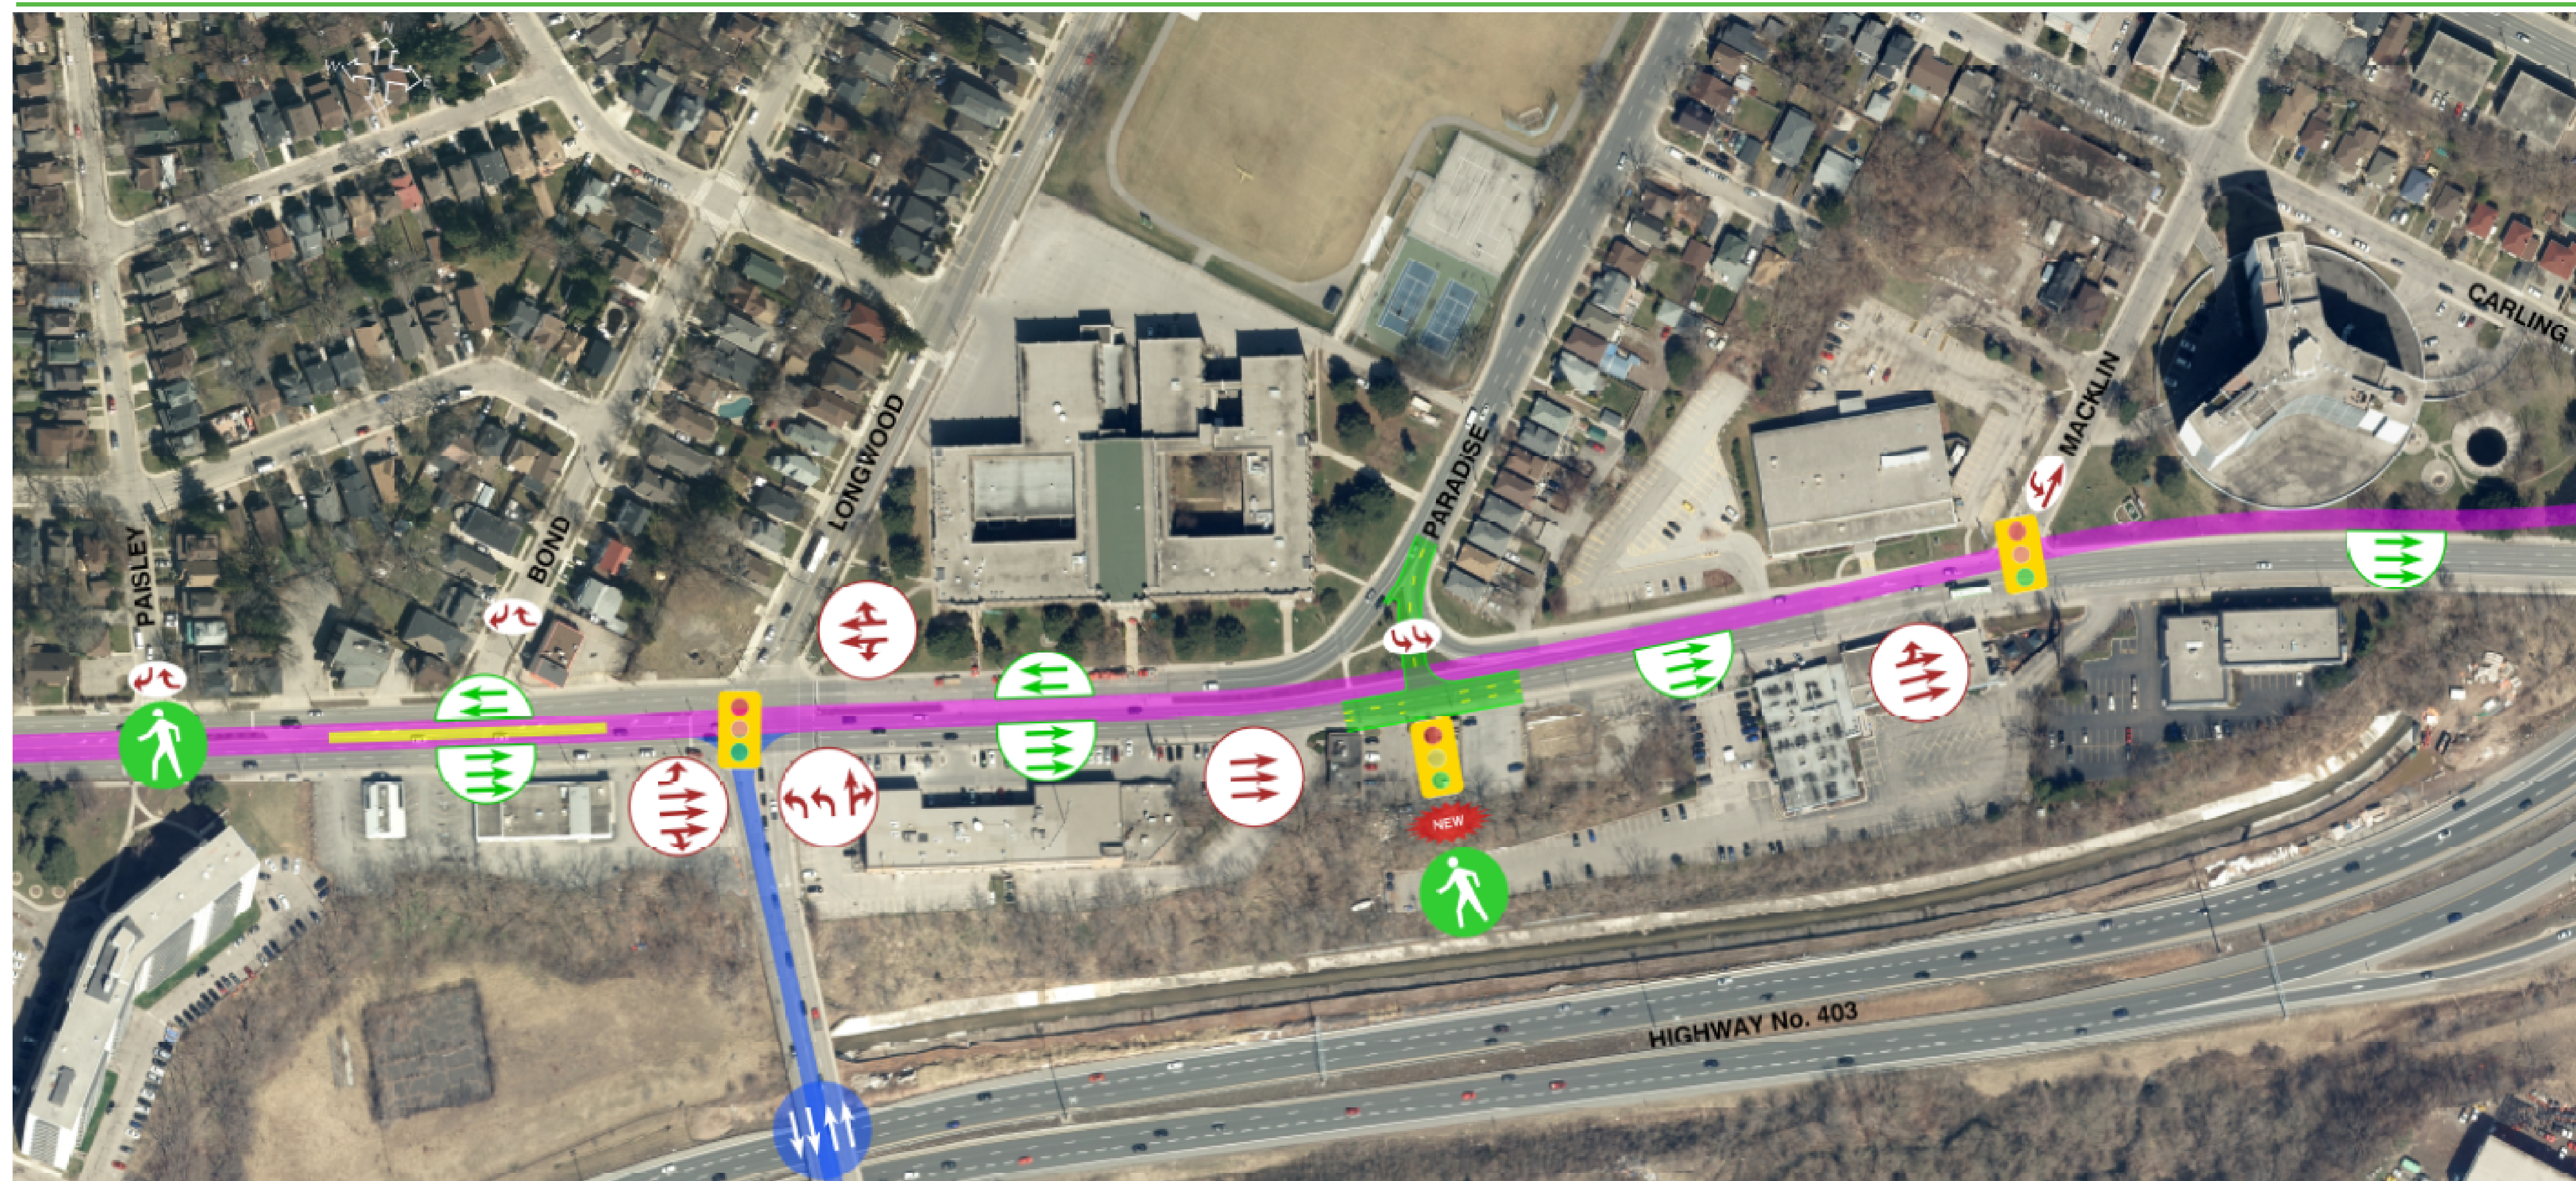 N
W
E
CARLING
MACKLIN
LONGWOOD
PARADISE
BOND
PAISLEY
NEW
HIGHWAY No. 403